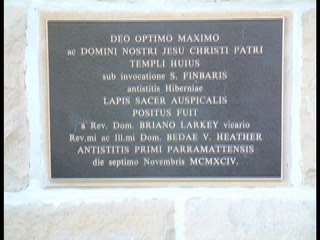 DEO OPTIMO MAXIMO
ac DOMINI NOSTRI JESU CHRISTI PATRI
TEMPLI HUIUS
sub invocatione S. FINBARIS
antistitis Hiberniae
LAPIS SACER AUSPICALIS
POSITUS FUIT
a Rev. Dom. BRIANO LARKEY vicario
Rev.mi ac Ill.mi Dom. BEDAE V. HEATHER
ANTISTITIS PRIMI PARRAMATTENSIS
die septimo Novembris MCMXCIV.